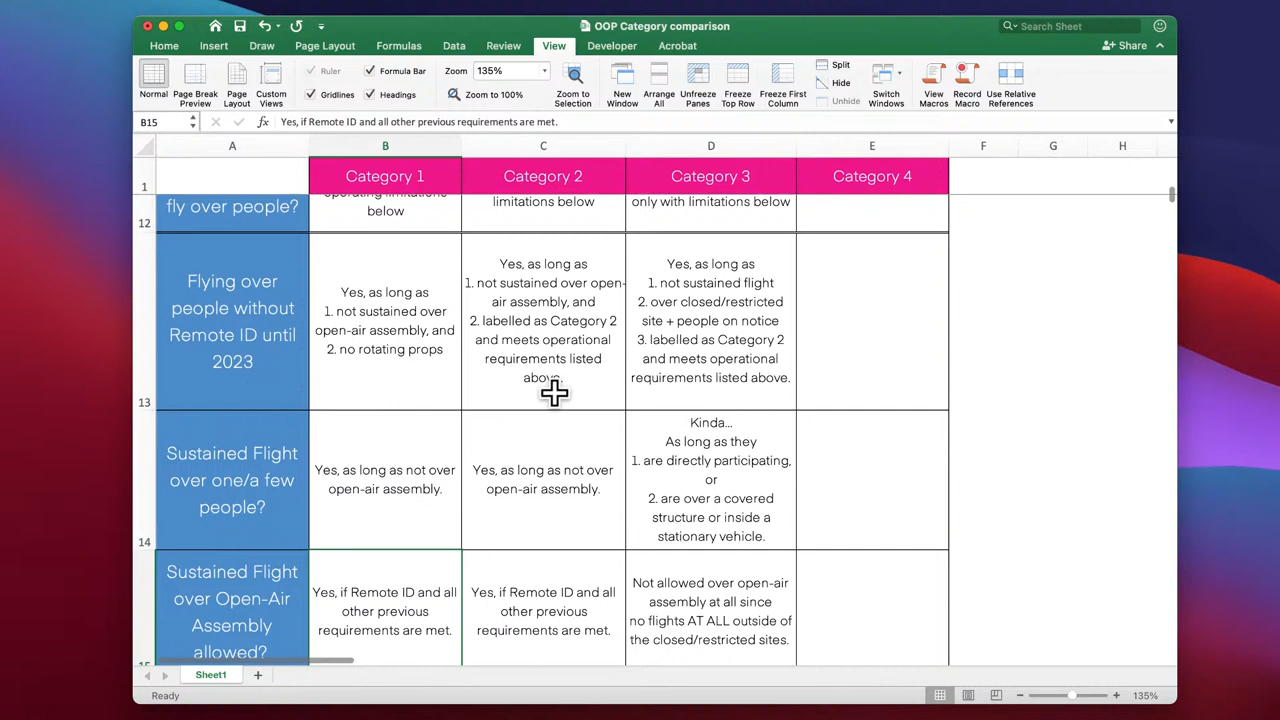 OOP Category comparison
Search Sheet
Home Insert Draw Page Layout Formulas Data Review View Developer Acrobat
Share
Normal
Page Break Preview
Page Layout
Custom Views
Ruler
Formula Bar
Gridlines
Headings
Zoom 135%
Zoom to 100%
Zoom to Selection
New Window
Arrange All
Unfreeze Panes
Freeze Top Row
Freeze First Column
Split
Hide
Unhide
Switch Windows
View Macros
Record Macro
Use Relative References
B15
fx Yes, if Remote ID and all other previous requirements are met.
A B C D E F G H
1
Category 1
Category 2
Category 3
Category 4
12
fly over people?
operating limitations
below
limitations below
only with limitations below
13
Flying over
people without
Remote ID until
2023
Yes, as long as
1. not sustained over
open-air assembly, and
2. no rotating props
Yes, as long as
1. not sustained over open-
air assembly, and
2. labelled as Category 2
and meets operational
requirements listed
above.
Yes, as long as
1. not sustained flight
2. over closed/restricted
site + people on notice
3. labelled as Category 2
and meets operational
requirements listed above.
14
Sustained Flight
over one/a few
people?
Yes, as long as not over
open-air assembly.
Yes, as long as not over
open-air assembly.
Kinda...
As long as they
1. are directly participating,
or
2. are over a covered
structure or inside a
stationary vehicle.
15
Sustained Flight
over Open-Air
Assembly
allowed?
Yes, if Remote ID and all
other previous
requirements are met.
Yes, if Remote ID and all
other previous
requirements are met.
Not allowed over open-air
assembly at all since
no flights AT ALL outside of
the closed/restricted sites.
Sheet1
Ready
135%